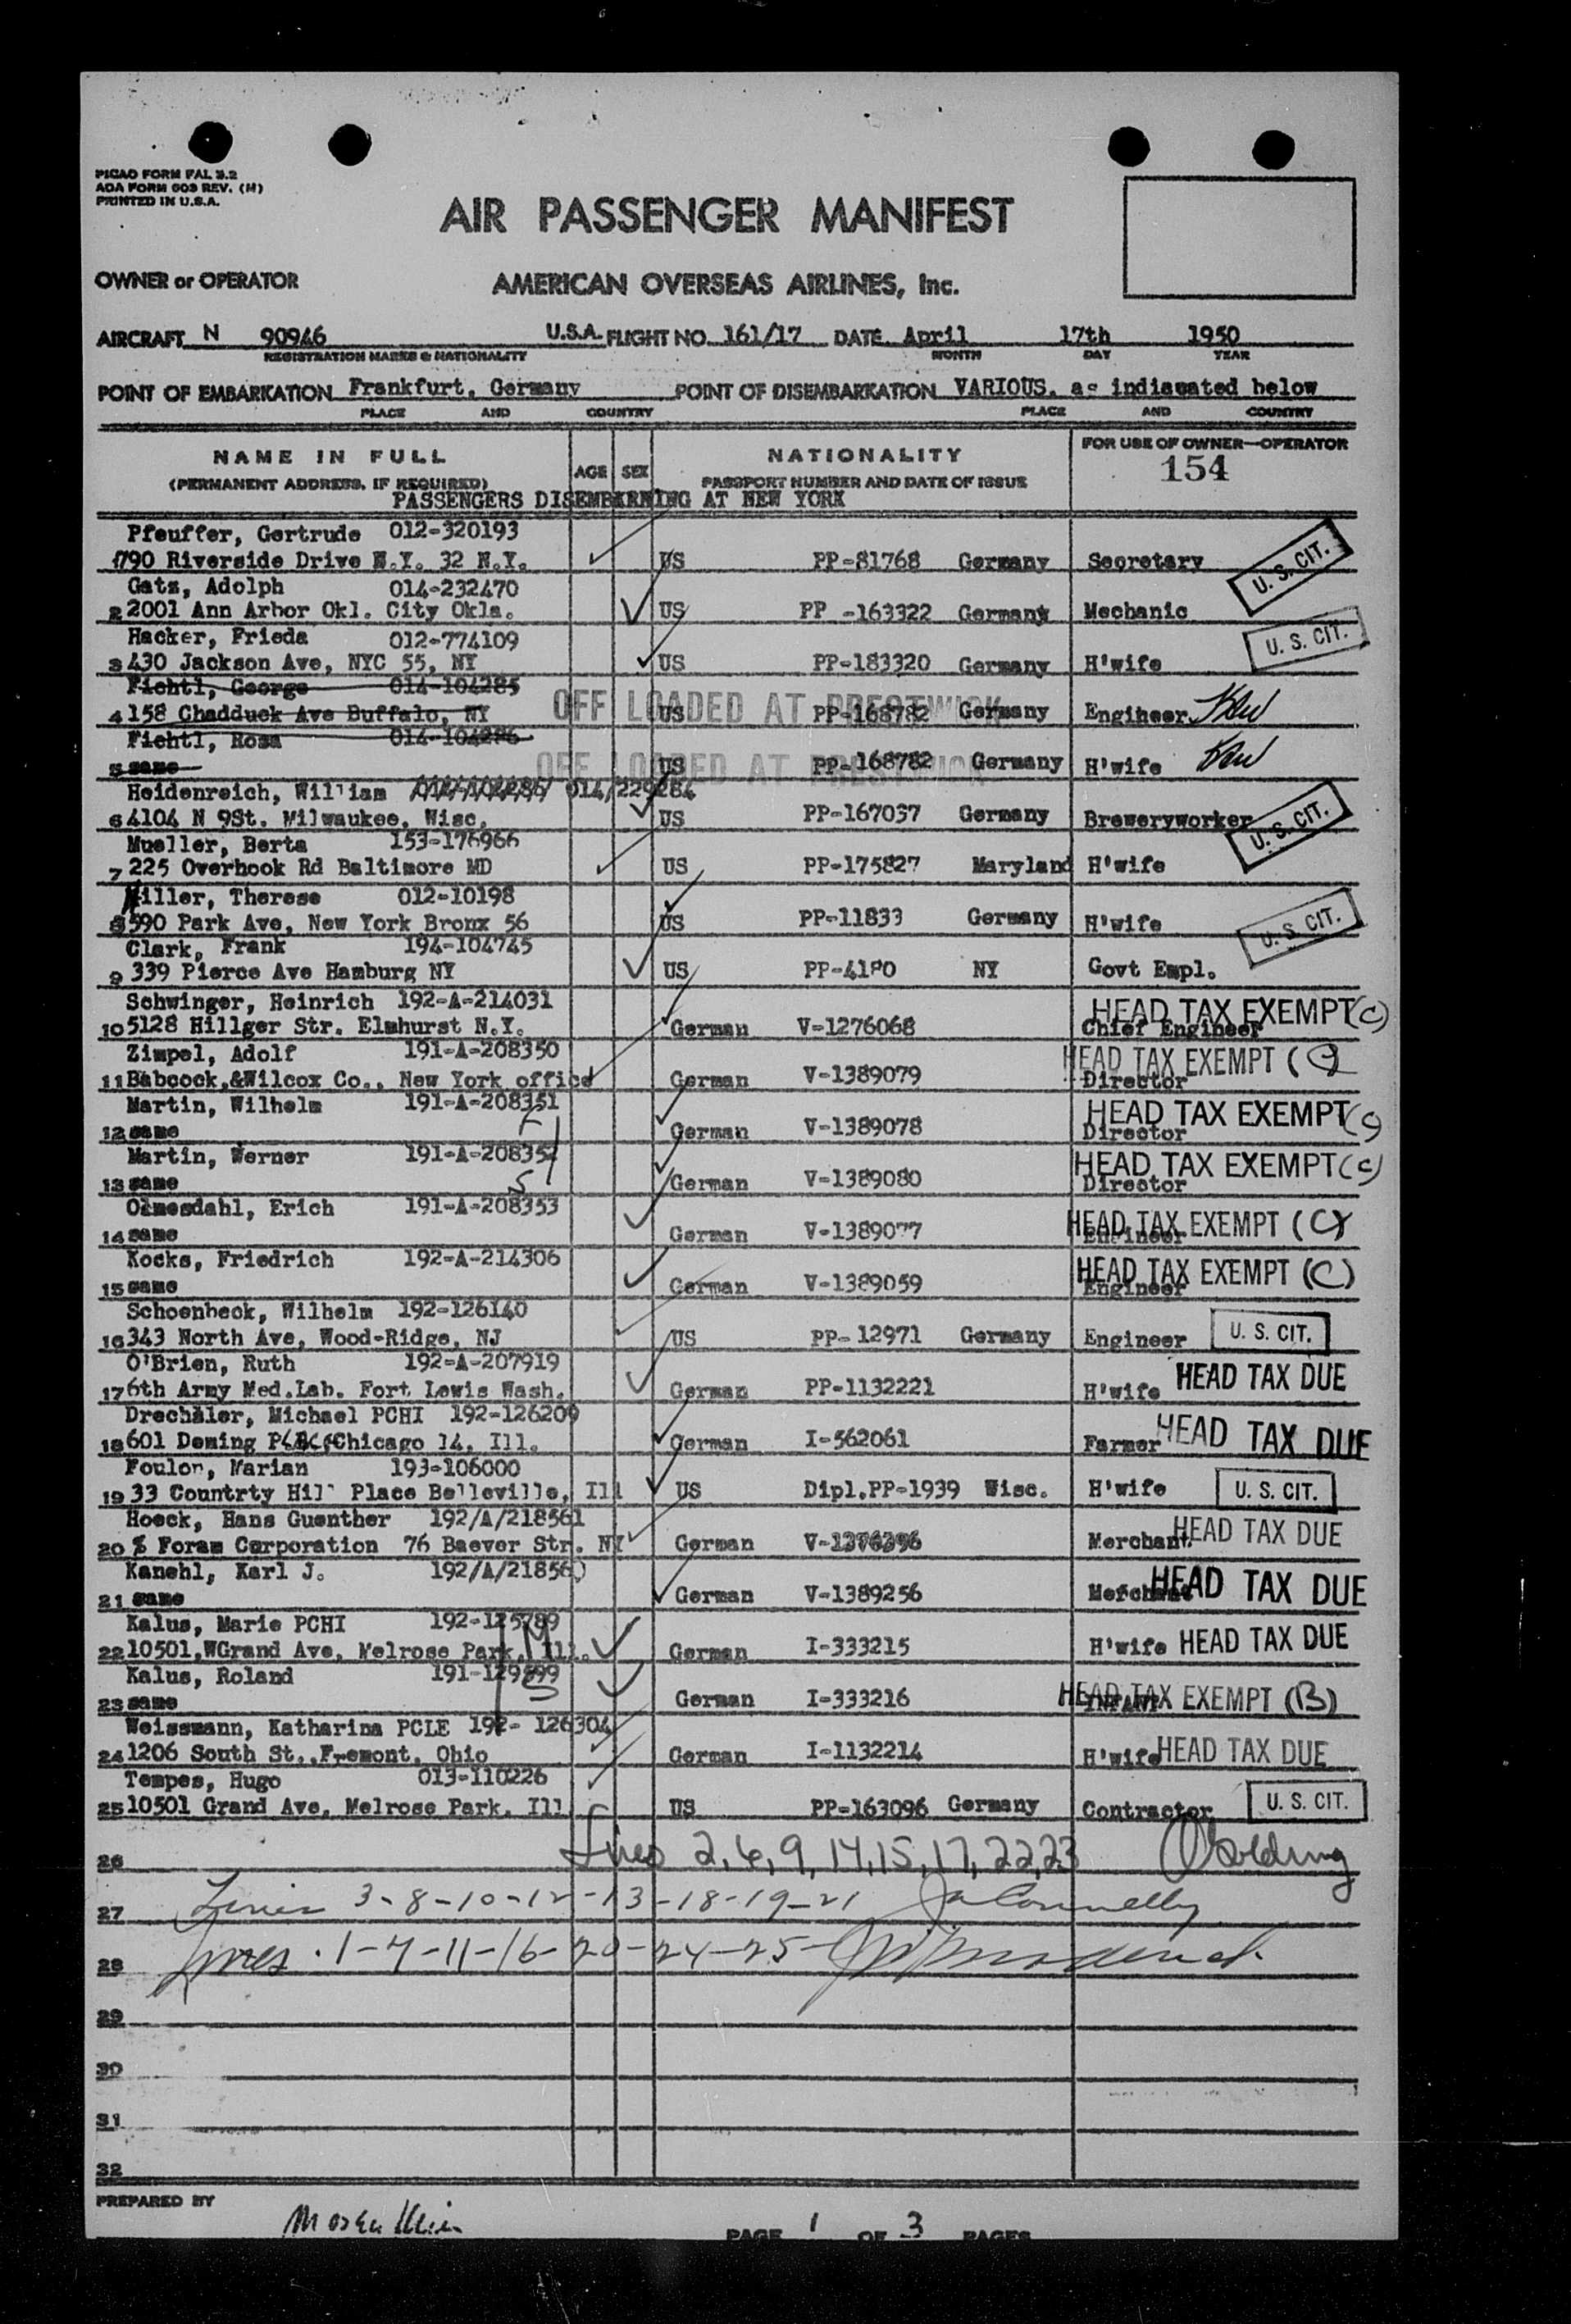 PICAO FORM FAL 3.2
AOA FORM 603 REV. (M)
PRINTED IN U.S.A.
AIR PASSENGER MANIFEST
OWNER or OPERATOR AMERICAN OVERSEAS AIRLINES, Inc.
AIRCRAFT N 90946 U.S.A. FLIGHT NO. 161/17 DATE April 17th 1950
REGISTRATION MARKS & NATIONALITY MONTH DAY YEAR
POINT OF EMBARKATION Frankfurt, Germany POINT OF DISEMBARKATION VARIOUS, as indiacated below
PLACE AND COUNTRY PLACE AND COUNTRY
NAME IN FULL AGE SEX NATIONALITY FOR USE OF OWNER—OPERATOR
(PERMANENT ADDRESS, IF REQUIRED) PASSPORT NUMBER AND DATE OF ISSUE 154
PASSENGERS DISEMBARKING AT NEW YORK
Pfeuffer, Gertrude 012-320193
1 790 Riverside Drive N.Y. 32 N.Y. US PP-81768 Germany Secretary U. S. CIT.
Gatz, Adolph 014-232470
2 2001 Ann Arbor Okl. City Okla. US PP -163322 Germany Mechanic
Hacker, Frieda 012-774109
3 430 Jackson Ave, NYC 55, NY US PP-183320 Germany H'wife U. S. CIT.
Fichtl, George 014-104285 OFF LOADED AT PRESTWICK
4 158 Chadduck Ave Buffalo, NY US PP-168782 Germany Engineer
Fichtl, Rosa 014-104286 OFF LOADED AT PRESTWICK
5 same US PP-168782 Germany H'wife
Heidenreich, William 014/229284
6 4104 N 9St. Milwaukee, Wisc. US PP-167037 Germany Breweryworker U. S. CIT.
Mueller, Berta 153-176966
7 225 Overhook Rd Baltimore MD US PP-175827 Maryland H'wife
Miller, Therese 012-10198
8 590 Park Ave, New York Bronx 56 US PP-11833 Germany H'wife U. S. CIT.
Clark, Frank 194-104745
9 339 Pierce Ave Hamburg NY US PP-4180 NY Govt Empl.
Schwinger, Heinrich 192-A-214031 HEAD TAX EXEMPT (C)
10 5128 Hillger Str. Elmhurst N.Y. German V-1276068 Chief Engineer
Zimpel, Adolf 191-A-208350 HEAD TAX EXEMPT (C)
11 Babcock,&Wilcox Co., New York office German V-1389079 Director
Martin, Wilhelm 191-A-208351 HEAD TAX EXEMPT (C)
12 same F German V-1389078 Director
Martin, Werner 191-A-208352 HEAD TAX EXEMPT (C)
13 same S German V-1389080 Director
Olmesdahl, Erich 191-A-208353 HEAD TAX EXEMPT (C)
14 same German V-1389077 Engineer
Kocks, Friedrich 192-A-214306 HEAD TAX EXEMPT (C)
15 same German V-1389059 Engineer
Schoenbeck, Wilhelm 192-126140
16 343 North Ave, Wood-Ridge, NJ US PP-12971 Germany Engineer U. S. CIT.
O'Brien, Ruth 192-A-207919
17 6th Army Med.Lab. Fort Lewis Wash. German PP-1132221 H'wife HEAD TAX DUE
Drechsler, Michael PCHI 192-126209
18 601 Deming Chicago 14, Ill. German I-562061 Farmer HEAD TAX DUE
Foulon, Marian 193-106000
19 33 Countrty Hill Place Belleville, Ill US Dipl.PP-1939 Wisc. H'wife U. S. CIT.
Hoeck, Hans Guenther 192/A/218561
20 % Foram Corporation 76 Baever Str. NY German V-1376396 Merchant HEAD TAX DUE
Kanehl, Karl J. 192/A/218560
21 same German V-1389256 Merchant HEAD TAX DUE
Kalus, Marie PCHI 192-125789
22 10501,WGrand Ave, Melrose Park, Ill. M German I-333215 H'wife HEAD TAX DUE
Kalus, Roland 191-129899
23 same S German I-333216 INFANT HEAD TAX EXEMPT (B)
Weissmann, Katharina PCLE 192- 126304
24 1206 South St., Fremont, Ohio German I-1132214 H'wife HEAD TAX DUE
Tempes, Hugo 013-110226
25 10501 Grand Ave, Melrose Park, Ill US PP-163096 Germany Contractor U. S. CIT.
26 Lines 2, 6, 9, 14, 15, 17, 22, 23 Golding
27 Lines 3-8-10-12-13-18-19-21 Connelly
28 Lines 1-7-11-16-20-24-25-
29
30
31
32
PREPARED BY
PAGE 1 OF 3 PAGES